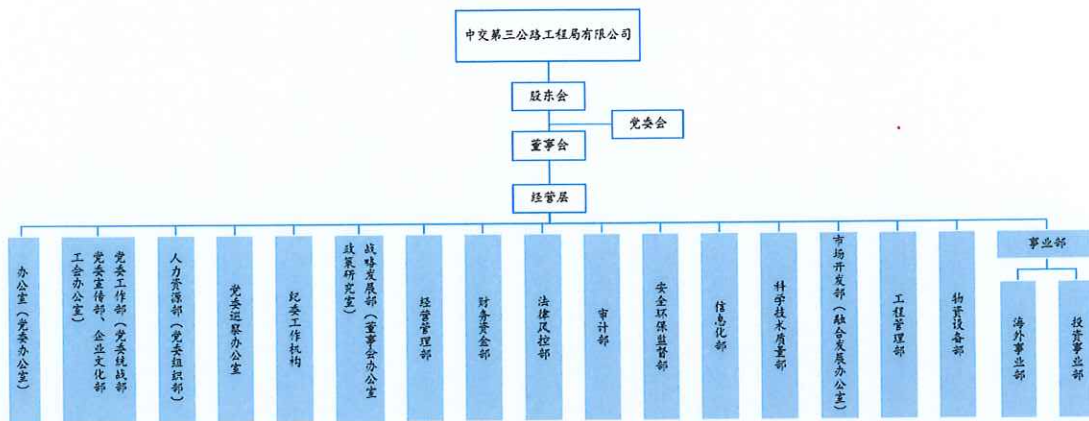 中交第三公路工程局有限公司
股东会
党委会
董事会
经营层
办公室（党委办公室）
党委工作部（党委统战部
党委宣传部、企业文化部
工会办公室）
人力资源部（党委组织部）
党委巡察办公室
纪委工作机构
战略发展部（董事会办公室
政策研究室）
经营管理部
财务资金部
法律风控部
审计部
安全环保监督部
信息化部
科学技术质量部
市场开发部（融合发展办公室）
工程管理部
物资设备部
事业部
海外事业部
投资事业部